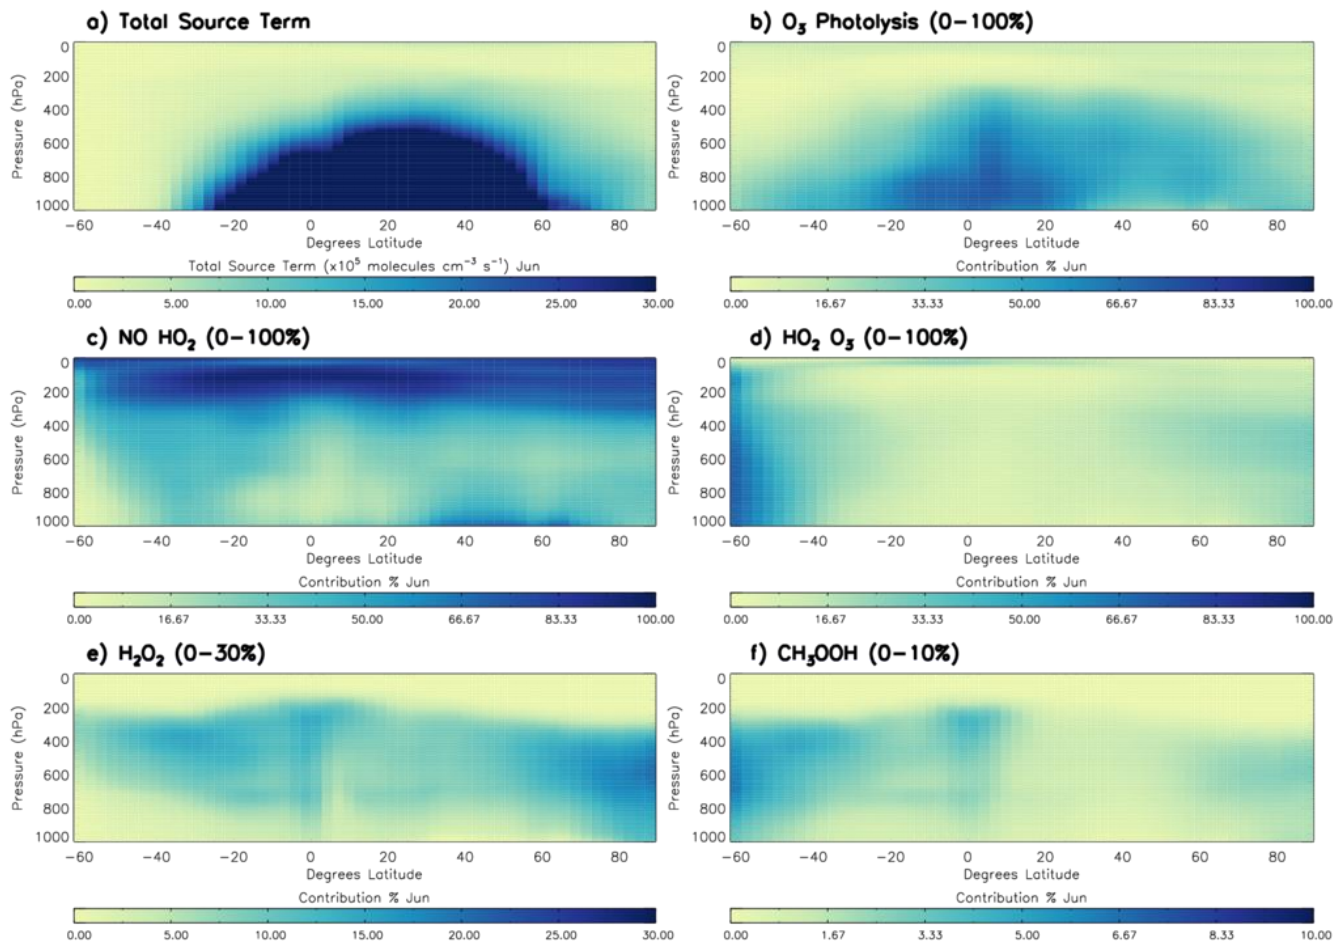 a) Total Source Term
0
200
400
600
800
1000
Pressure (hPa)
−60 −40 −20 0 20 40 60 80
Degrees Latitude
Total Source Term (x10⁵ molecules cm⁻³ s⁻¹) Jun
0.00 5.00 10.00 15.00 20.00 25.00 30.00
b) O₃ Photolysis (0−100%)
0
200
400
600
800
1000
Pressure (hPa)
−60 −40 −20 0 20 40 60 80
Degrees Latitude
Contribution % Jun
0.00 16.67 33.33 50.00 66.67 83.33 100.00
c) NO HO₂ (0−100%)
0
200
400
600
800
1000
Pressure (hPa)
−60 −40 −20 0 20 40 60 80
Degrees Latitude
Contribution % Jun
0.00 16.67 33.33 50.00 66.67 83.33 100.00
d) HO₂ O₃ (0−100%)
0
200
400
600
800
1000
Pressure (hPa)
−60 −40 −20 0 20 40 60 80
Degrees Latitude
Contribution % Jun
0.00 16.67 33.33 50.00 66.67 83.33 100.00
e) H₂O₂ (0−30%)
0
200
400
600
800
1000
Pressure (hPa)
−60 −40 −20 0 20 40 60 80
Degrees Latitude
Contribution % Jun
0.00 5.00 10.00 15.00 20.00 25.00 30.00
f) CH₃OOH (0−10%)
0
200
400
600
800
1000
Pressure (hPa)
−60 −40 −20 0 20 40 60 80
Degrees Latitude
Contribution % Jun
0.00 1.67 3.33 5.00 6.67 8.33 10.00